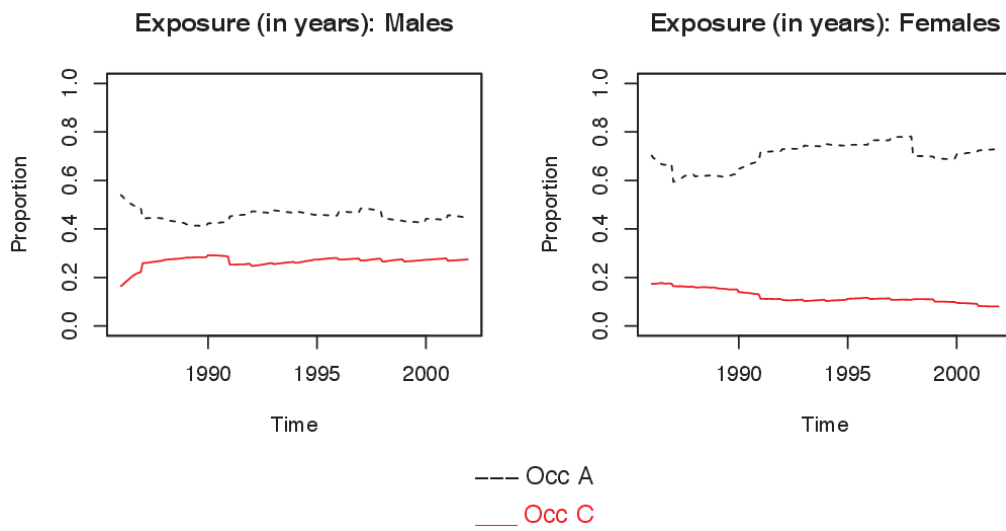 Exposure (in years): Males
1.0
0.8
0.6
0.4
0.2
0.0
Proportion
1990
1995
2000
Time
Exposure (in years): Females
1.0
0.8
0.6
0.4
0.2
0.0
Proportion
1990
1995
2000
Time
Occ A
Occ C